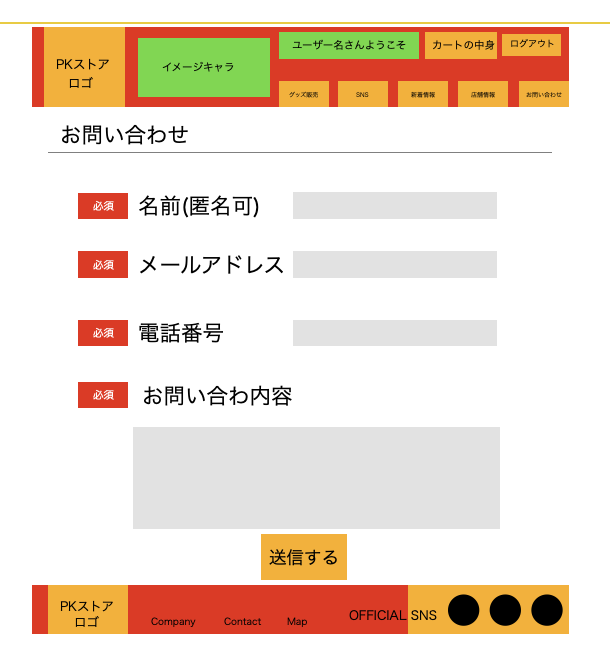 PKストア
ロゴ
イメージキャラ
ユーザー名さんようこそ
カートの中身
ログアウト
グッズ販売
SNS
新着情報
店舗情報
お問い合わせ
お問い合わせ
必須
名前(匿名可)
必須
メールアドレス
必須
電話番号
必須
お問い合わ内容
送信する
PKストア
ロゴ
Company
Contact
Map
OFFICIAL SNS